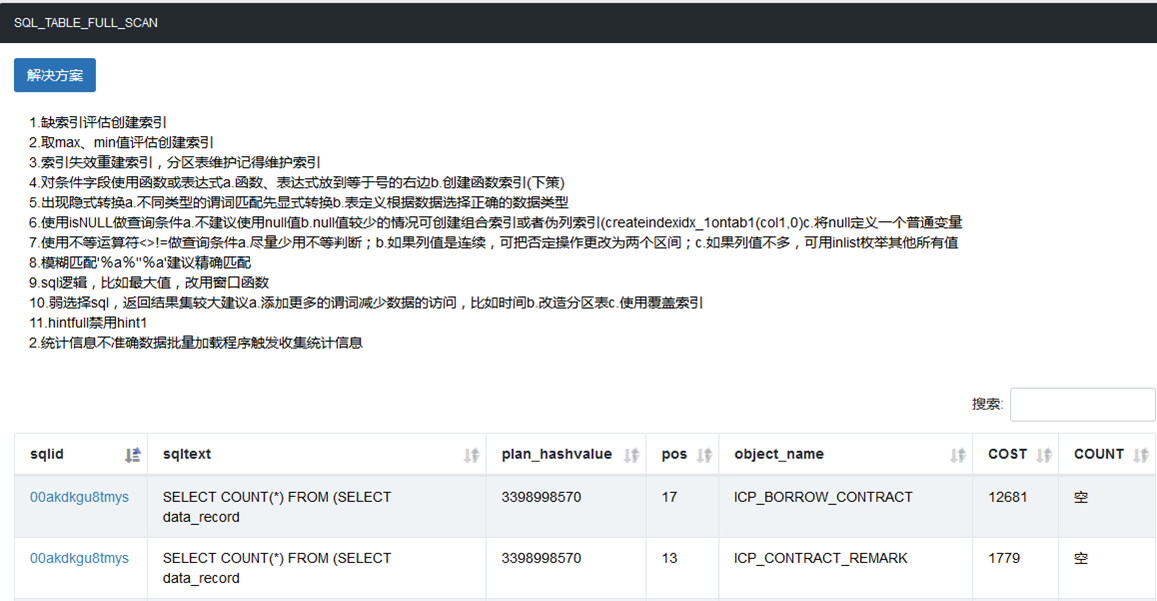 SQL_TABLE_FULL_SCAN
解决方案
1.缺索引评估创建索引
2.取max、min值评估创建索引
3.索引失效重建索引，分区表维护记得维护索引
4.对条件字段使用函数或表达式a.函数、表达式放到等于号的右边b.创建函数索引(下策)
5.出现隐式转换a.不同类型的谓词匹配先显式转换b.表定义根据数据选择正确的数据类型
6.使用isNULL做查询条件a.不建议使用null值b.null值较少的情况可创建组合索引或者伪列索引(createindexidx_1ontab1(col1,0)c.将null定义一个普通变量
7.使用不等运算符<>!=做查询条件a.尽量少用不等判断；b.如果列值是连续，可把否定操作更改为两个区间；c.如果列值不多，可用inlist枚举其他所有值
8.模糊匹配'%a%''%a'建议精确匹配
9.sql逻辑，比如最大值，改用窗口函数
10.弱选择sql，返回结果集较大建议a.添加更多的谓词减少数据的访问，比如时间b.改造分区表c.使用覆盖索引
11.hintfull禁用hint1
2.统计信息不准确数据批量加载程序触发收集统计信息
搜索:
sqlid sqltext plan_hashvalue pos object_name COST COUNT
00akdkgu8tmys SELECT COUNT(*) FROM (SELECT 3398998570 17 ICP_BORROW_CONTRACT 12681 空
data_record
00akdkgu8tmys SELECT COUNT(*) FROM (SELECT 3398998570 13 ICP_CONTRACT_REMARK 1779 空
data_record